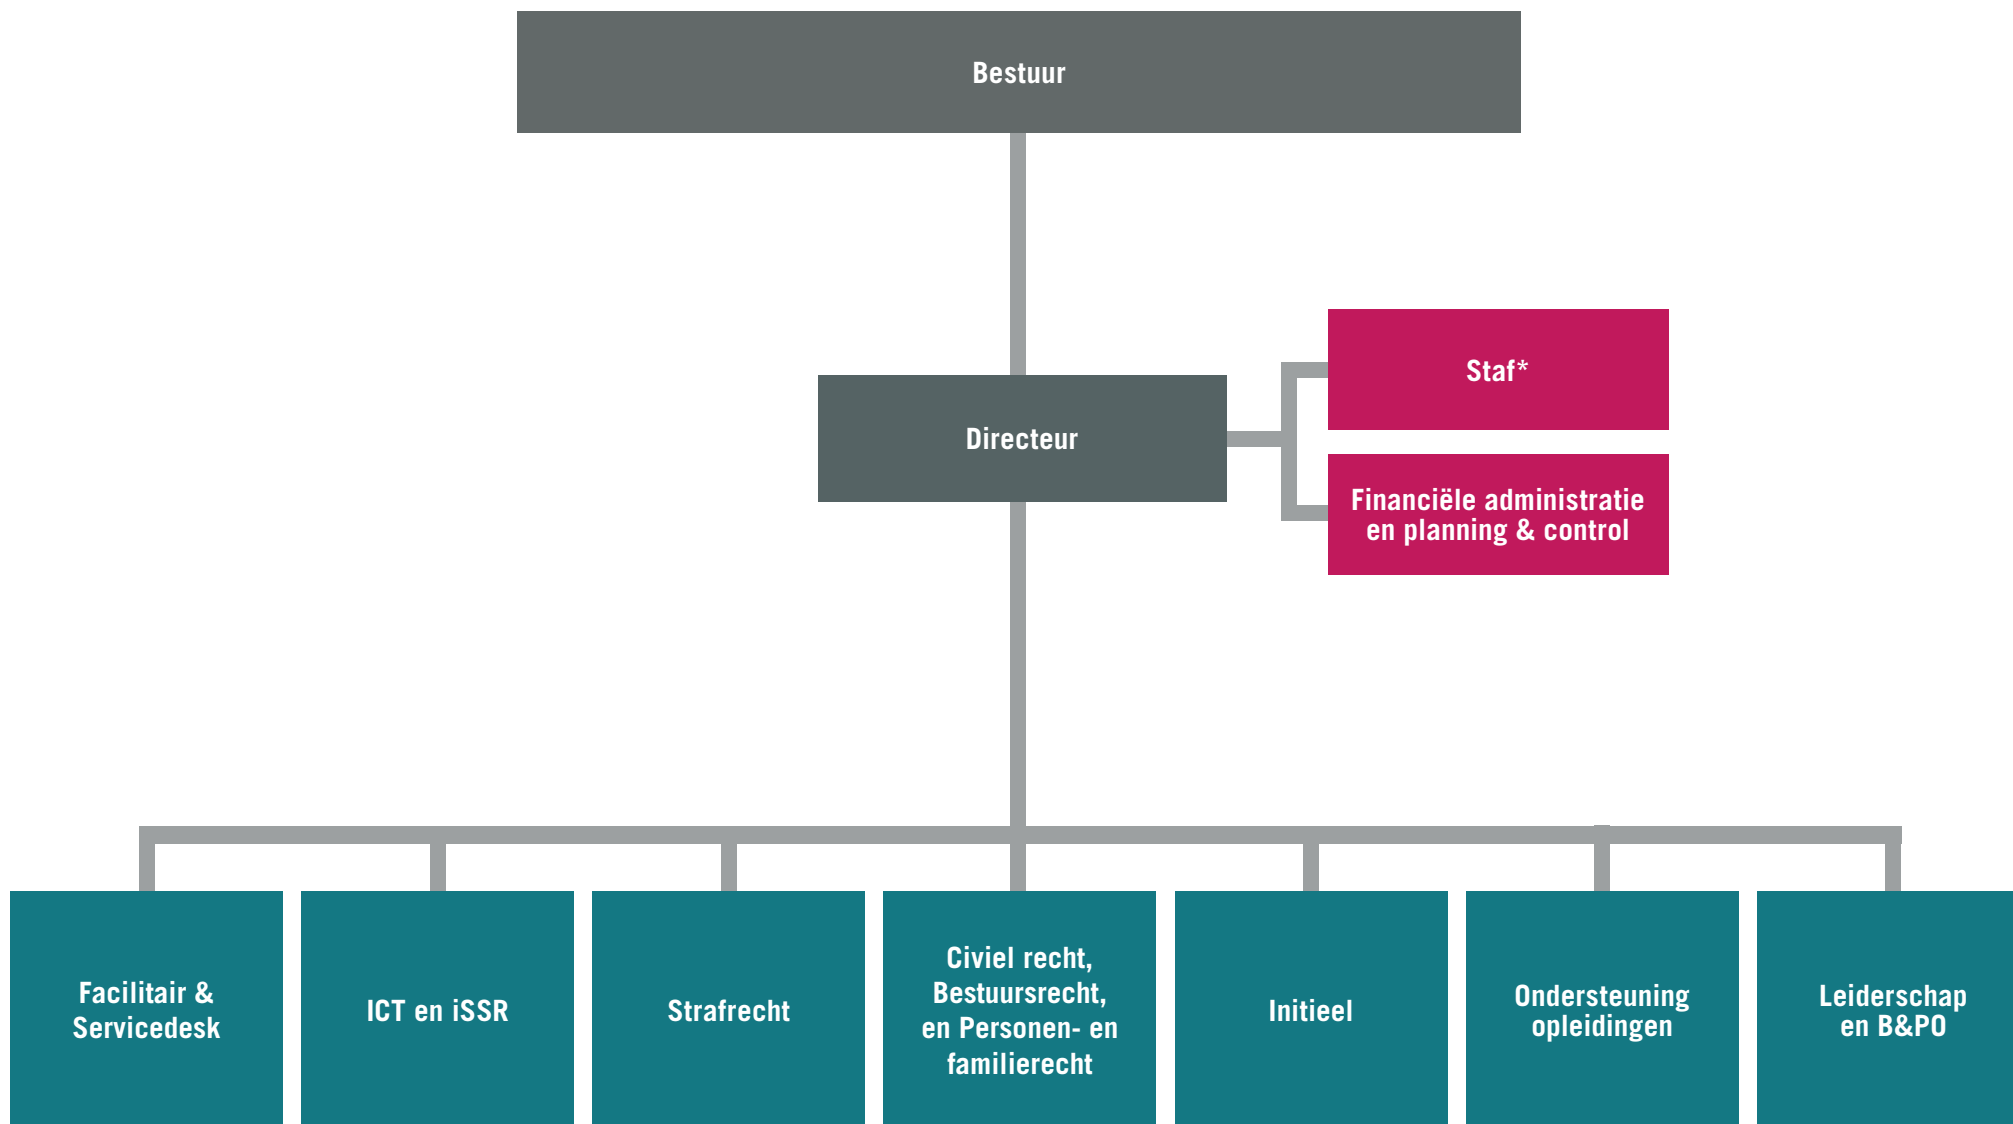 Bestuur
Staf*
Directeur
Financiële administratie
en planning & control
Facilitair &
Servicedesk
ICT en iSSR
Strafrecht
Civiel recht,
Bestuursrecht,
en Personen- en
familierecht
Initieel
Ondersteuning
opleidingen
Leiderschap
en B&PO